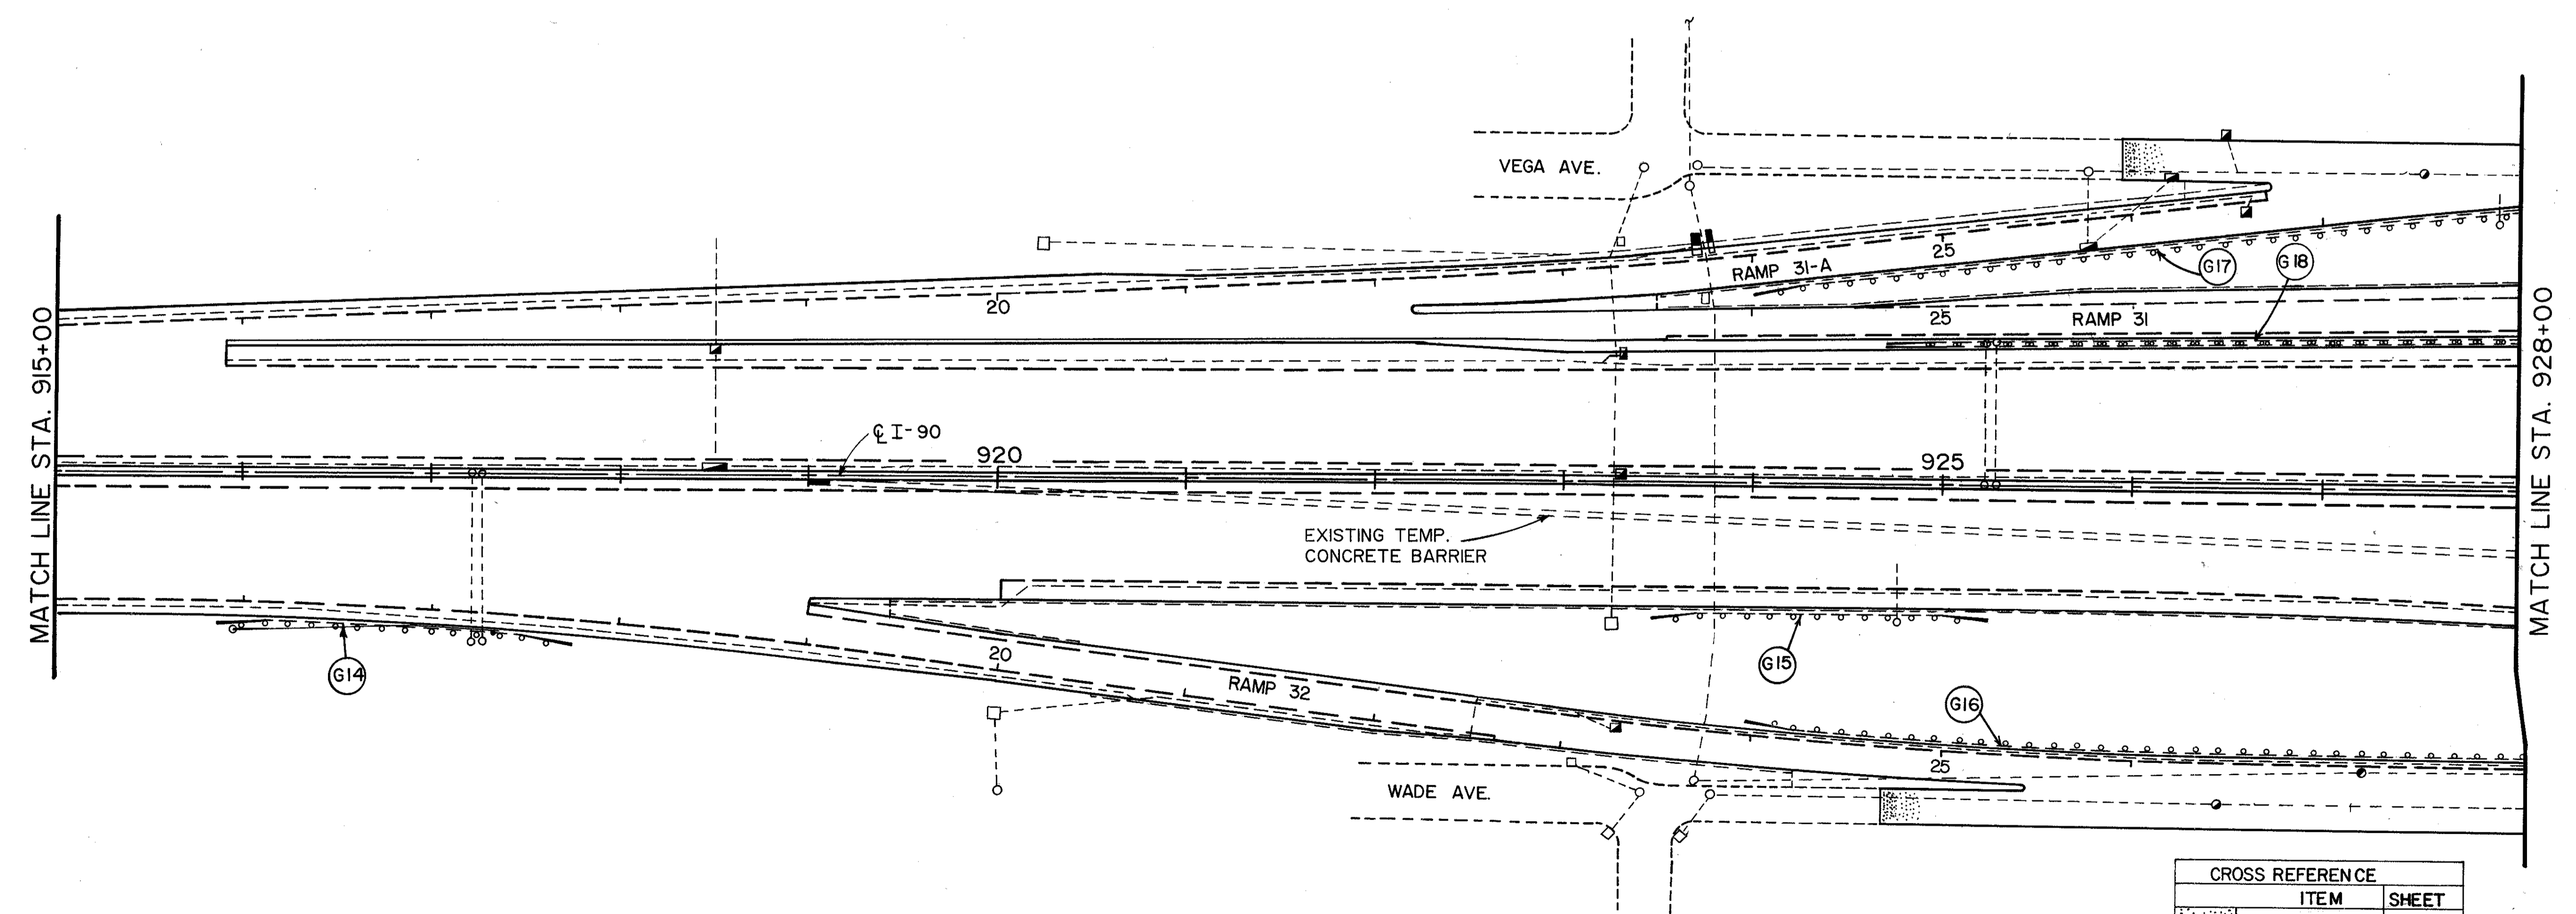 VEGA AVE.
MATCH LINE STA. 915+00
MATCH LINE STA. 928+00
20
25
RAMP 31-A
G17
G18
25
RAMP 31
℄ I-90
920
925
EXISTING TEMP.
CONCRETE BARRIER
G14
20
RAMP 32
G15
G16
25
WADE AVE.
CROSS REFERENCE
ITEM SHEET